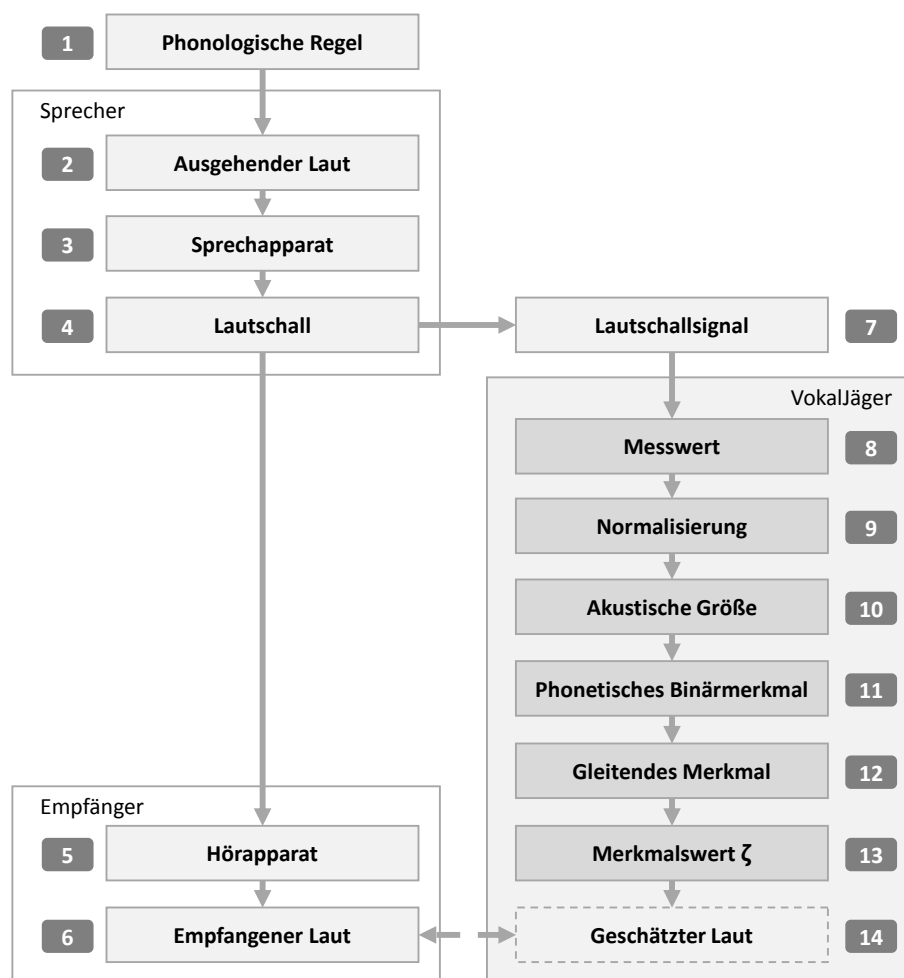 1
Phonologische Regel
Sprecher
2
Ausgehender Laut
3
Sprechapparat
4
Lautschall
Lautschallsignal
7
VokalJäger
Messwert
8
Normalisierung
9
Akustische Größe
10
Phonetisches Binärmerkmal
11
Gleitendes Merkmal
12
Empfänger
5
Hörapparat
Merkmalswert ζ
13
6
Empfangener Laut
Geschätzter Laut
14